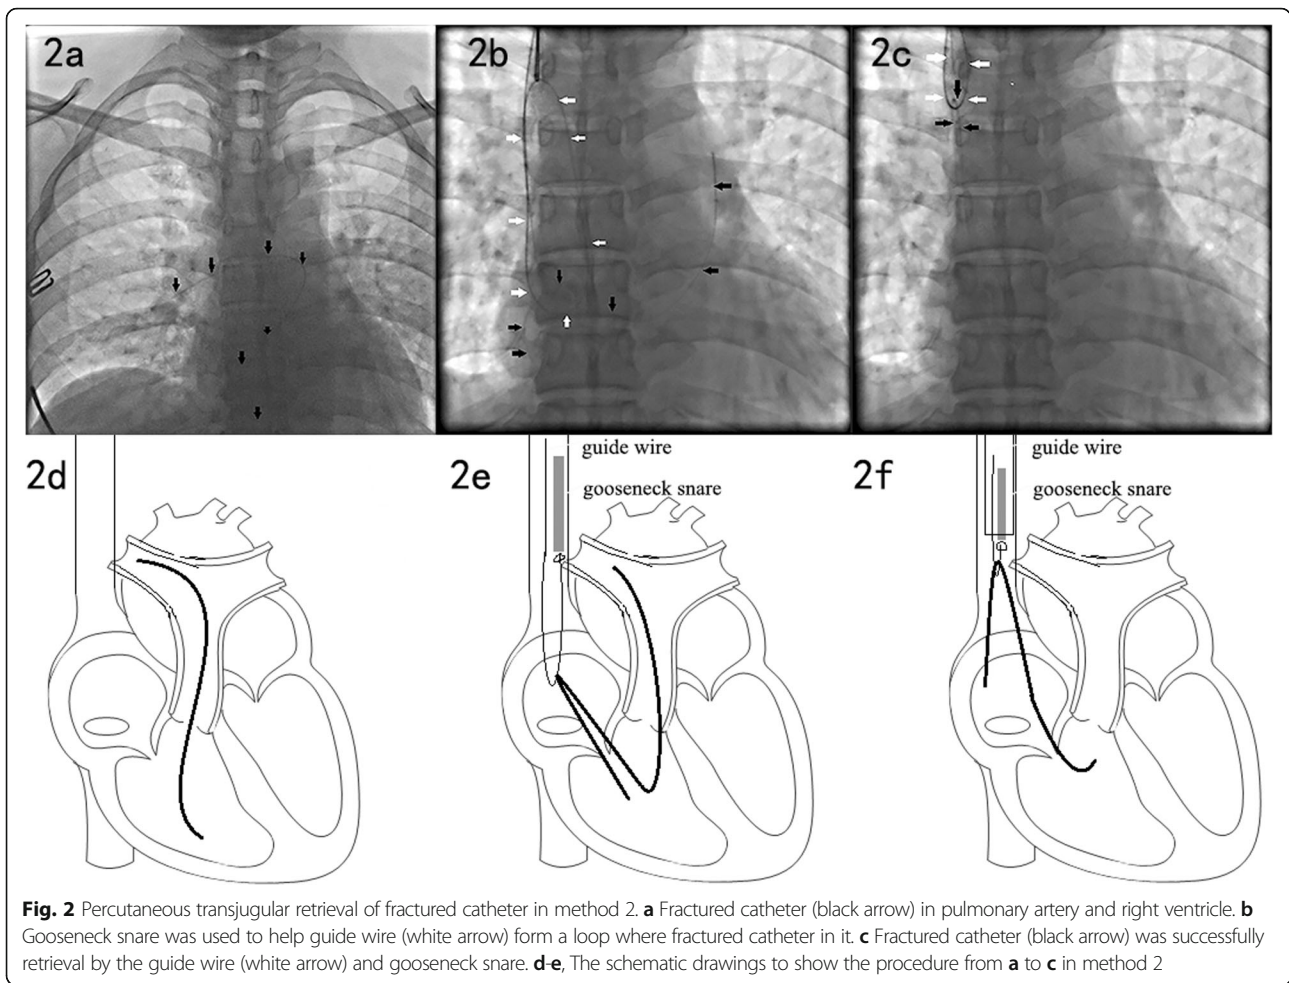 2a
2b
2c
2d
guide wire
2e
gooseneck snare
guide wire
2f
gooseneck snare
Fig. 2 Percutaneous transjugular retrieval of fractured catheter in method 2. a Fractured catheter (black arrow) in pulmonary artery and right ventricle. b
Gooseneck snare was used to help guide wire (white arrow) form a loop where fractured catheter in it. c Fractured catheter (black arrow) was successfully
retrieval by the guide wire (white arrow) and gooseneck snare. d-e, The schematic drawings to show the procedure from a to c in method 2